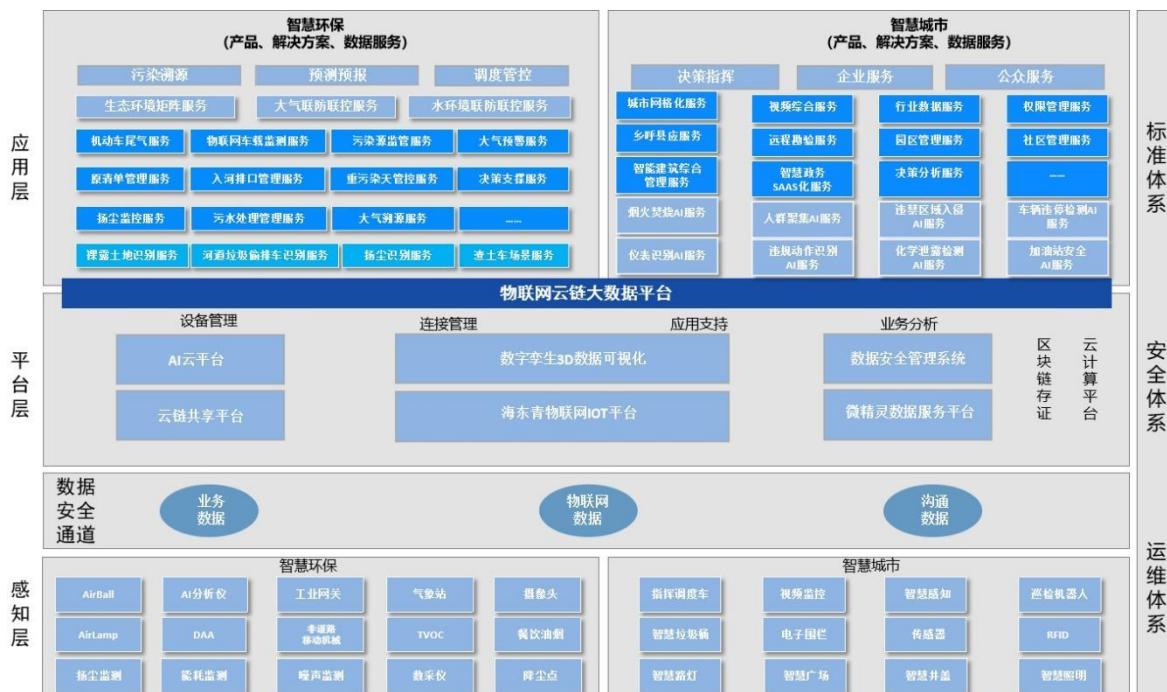 智慧环保
(产品、解决方案、数据服务)
污染溯源
预测预报
调度管控
生态环境矩阵服务
大气联防联控服务
水环境联防联控服务
机动车尾气服务
物联网车载监测服务
污染源监管服务
大气预警服务
原清单管理服务
入河排口管理服务
重污染天管控服务
决策支撑服务
扬尘监控服务
污水处理管理服务
大气溯源服务
......
裸露土地识别服务
河道垃圾偷排车识别服务
扬尘识别服务
渣土车场景服务
智慧城市
(产品、解决方案、数据服务)
决策指挥
企业服务
公众服务
城市网格化服务
视频综合服务
行业数据服务
权限管理服务
乡呼县应服务
远程勘验服务
园区管理服务
社区管理服务
智能建筑综合
管理服务
智慧政务
SAAS化服务
决策分析服务
......
烟火焚烧AI服务
人群聚集AI服务
违禁区域入侵
AI服务
车辆违停检测AI
服务
仪表识别AI服务
违规动作识别
AI服务
化学泄露检测
AI服务
加油站安全
AI服务
应用层
物联网云链大数据平台
设备管理
连接管理
应用支持
业务分析
AI云平台
数字孪生3D数据可视化
数据安全管理系统
云链共享平台
海东青物联网IOT平台
微精灵数据服务平台
区块链存证
云计算平台
平台层
数据
安全
通道
业务
数据
物联网
数据
沟通
数据
感知层
智慧环保
AirBall
AI分析仪
工业网关
气象站
摄像头
AirLamp
DAA
非道路
移动机械
TVOC
餐饮油烟
扬尘监测
能耗监测
噪声监测
数采仪
降尘点
智慧城市
指挥调度车
视频监控
智慧感知
巡检机器人
智慧垃圾桶
电子围栏
传感器
RFID
智慧路灯
智慧广场
智慧井盖
智慧照明
标准体系
安全体系
运维体系